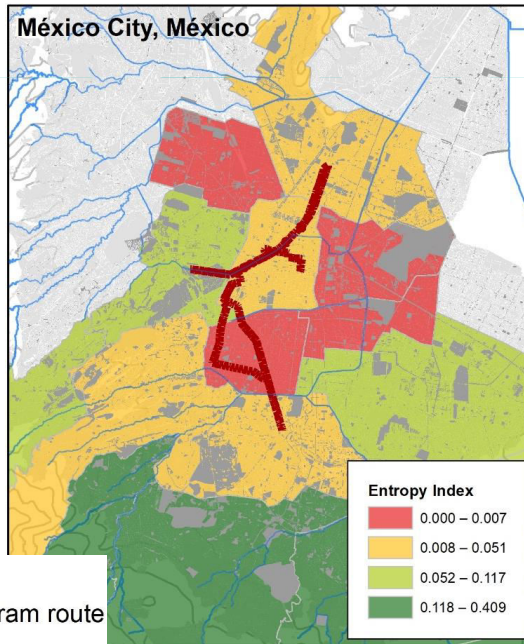 México City, México
Entropy Index
0.000 – 0.007
0.008 – 0.051
0.052 – 0.117
0.118 – 0.409
ram route